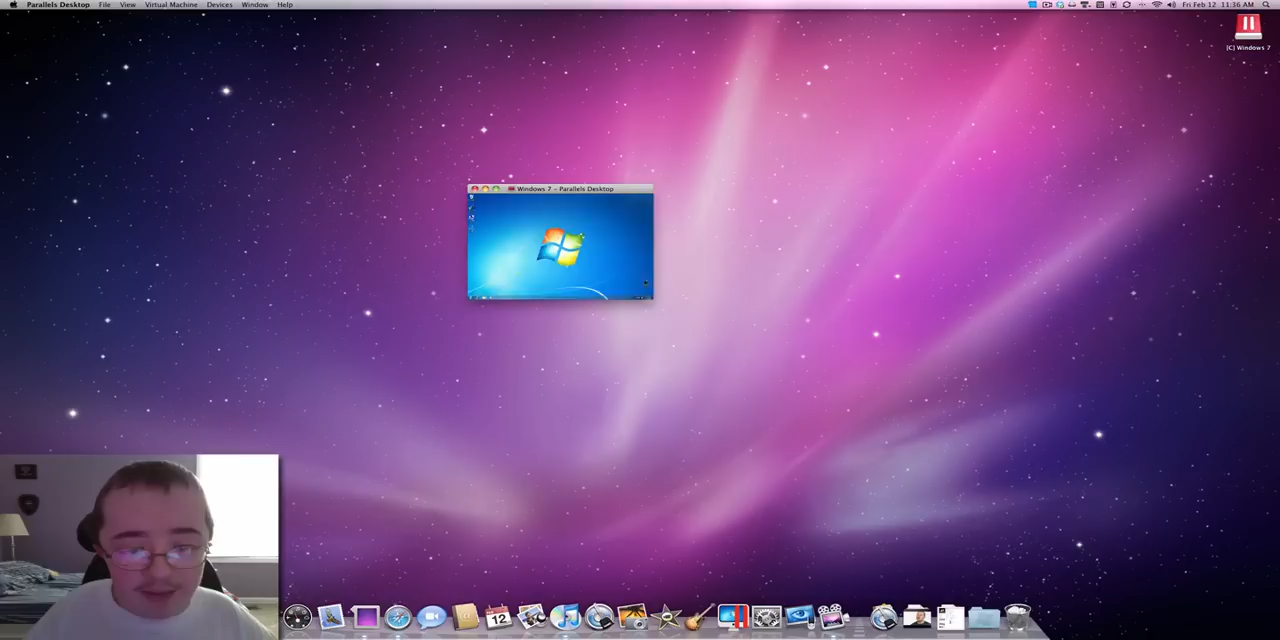 Parallels Desktop File View Virtual Machine Devices Window Help
Fri Feb 12 11:36 AM
[C] Windows 7
Windows 7 - Parallels Desktop
12